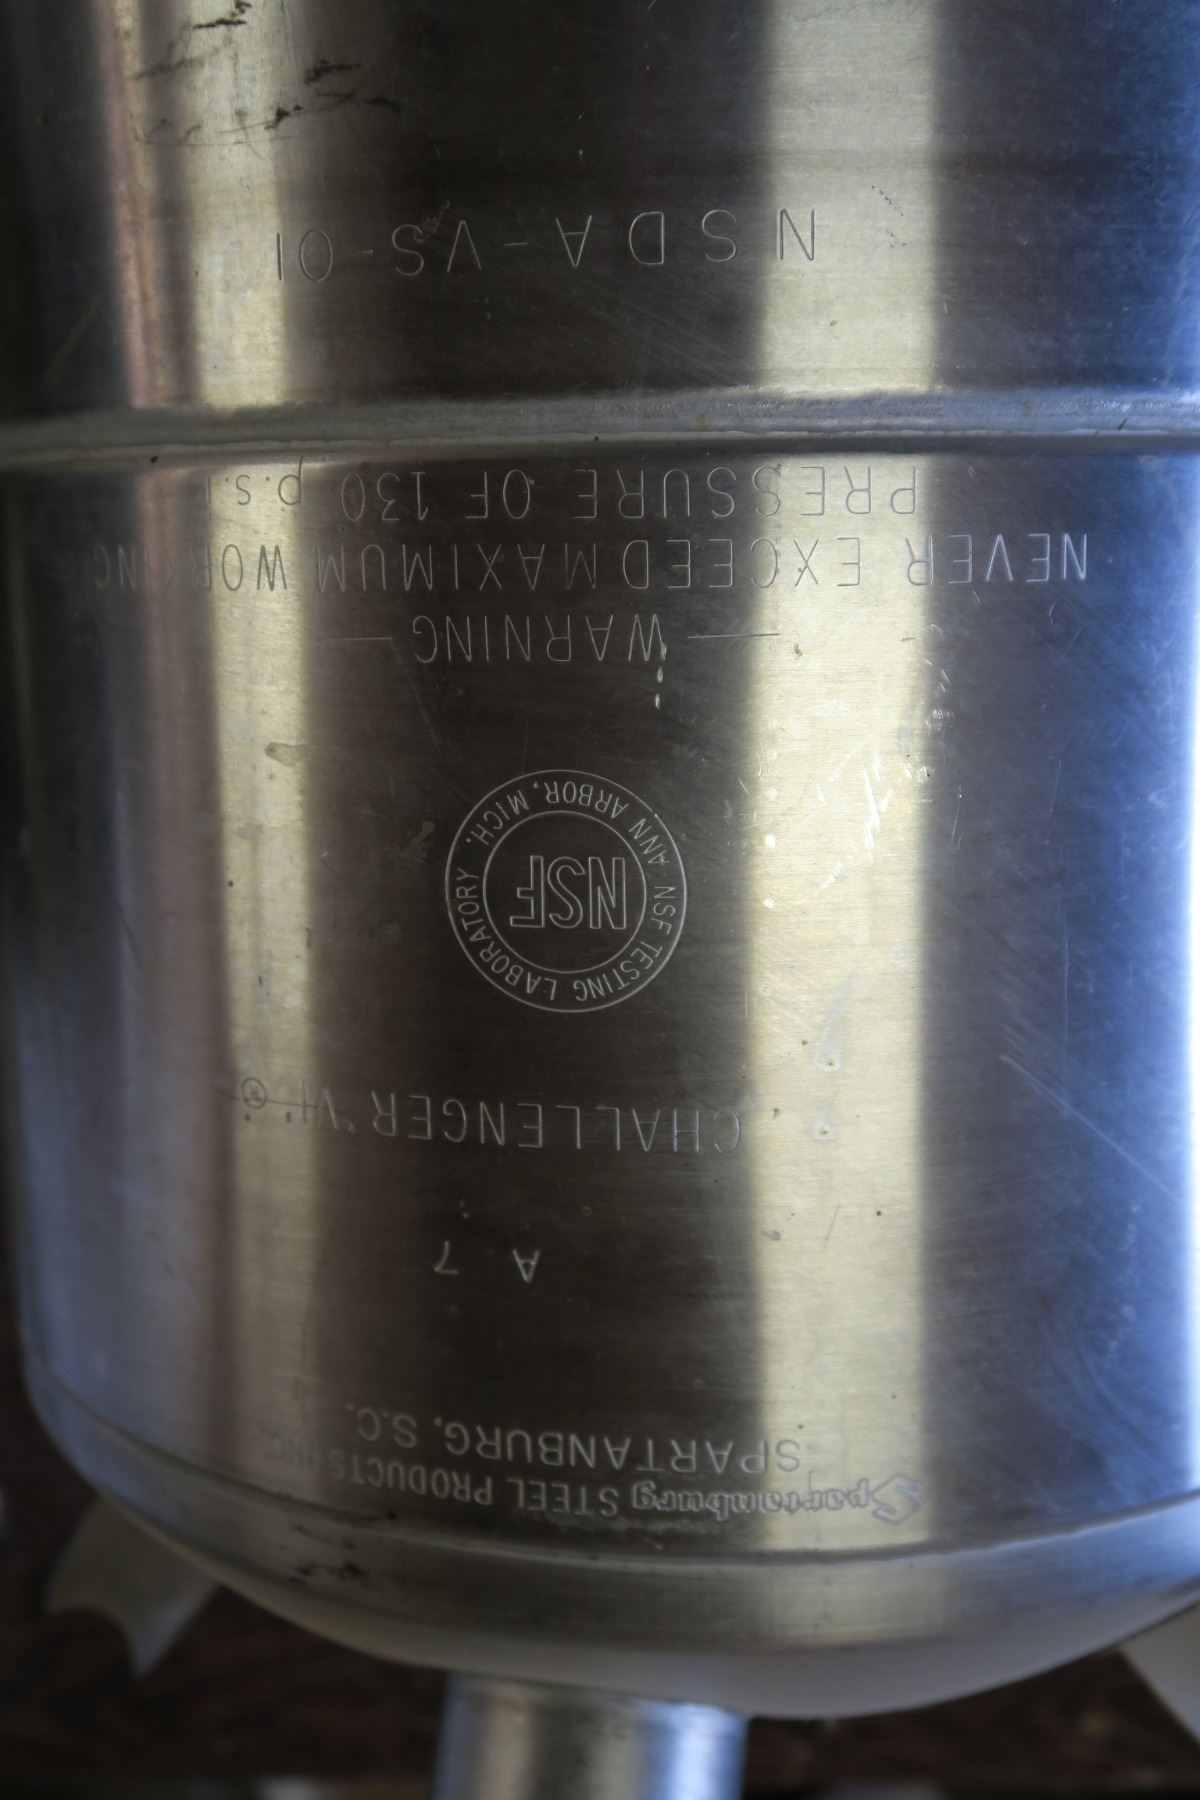 Spartanburg STEEL PRODUCTS INC.
SPARTANBURG, S.C.
A 7
CHALLENGER VI ®
NSF TESTING LABORATORY
NSF
ANN ARBOR, MICH.
— WARNING —
NEVER EXCEED MAXIMUM WORKING
PRESSURE OF 130 p.s.i
NSDA-VS-01